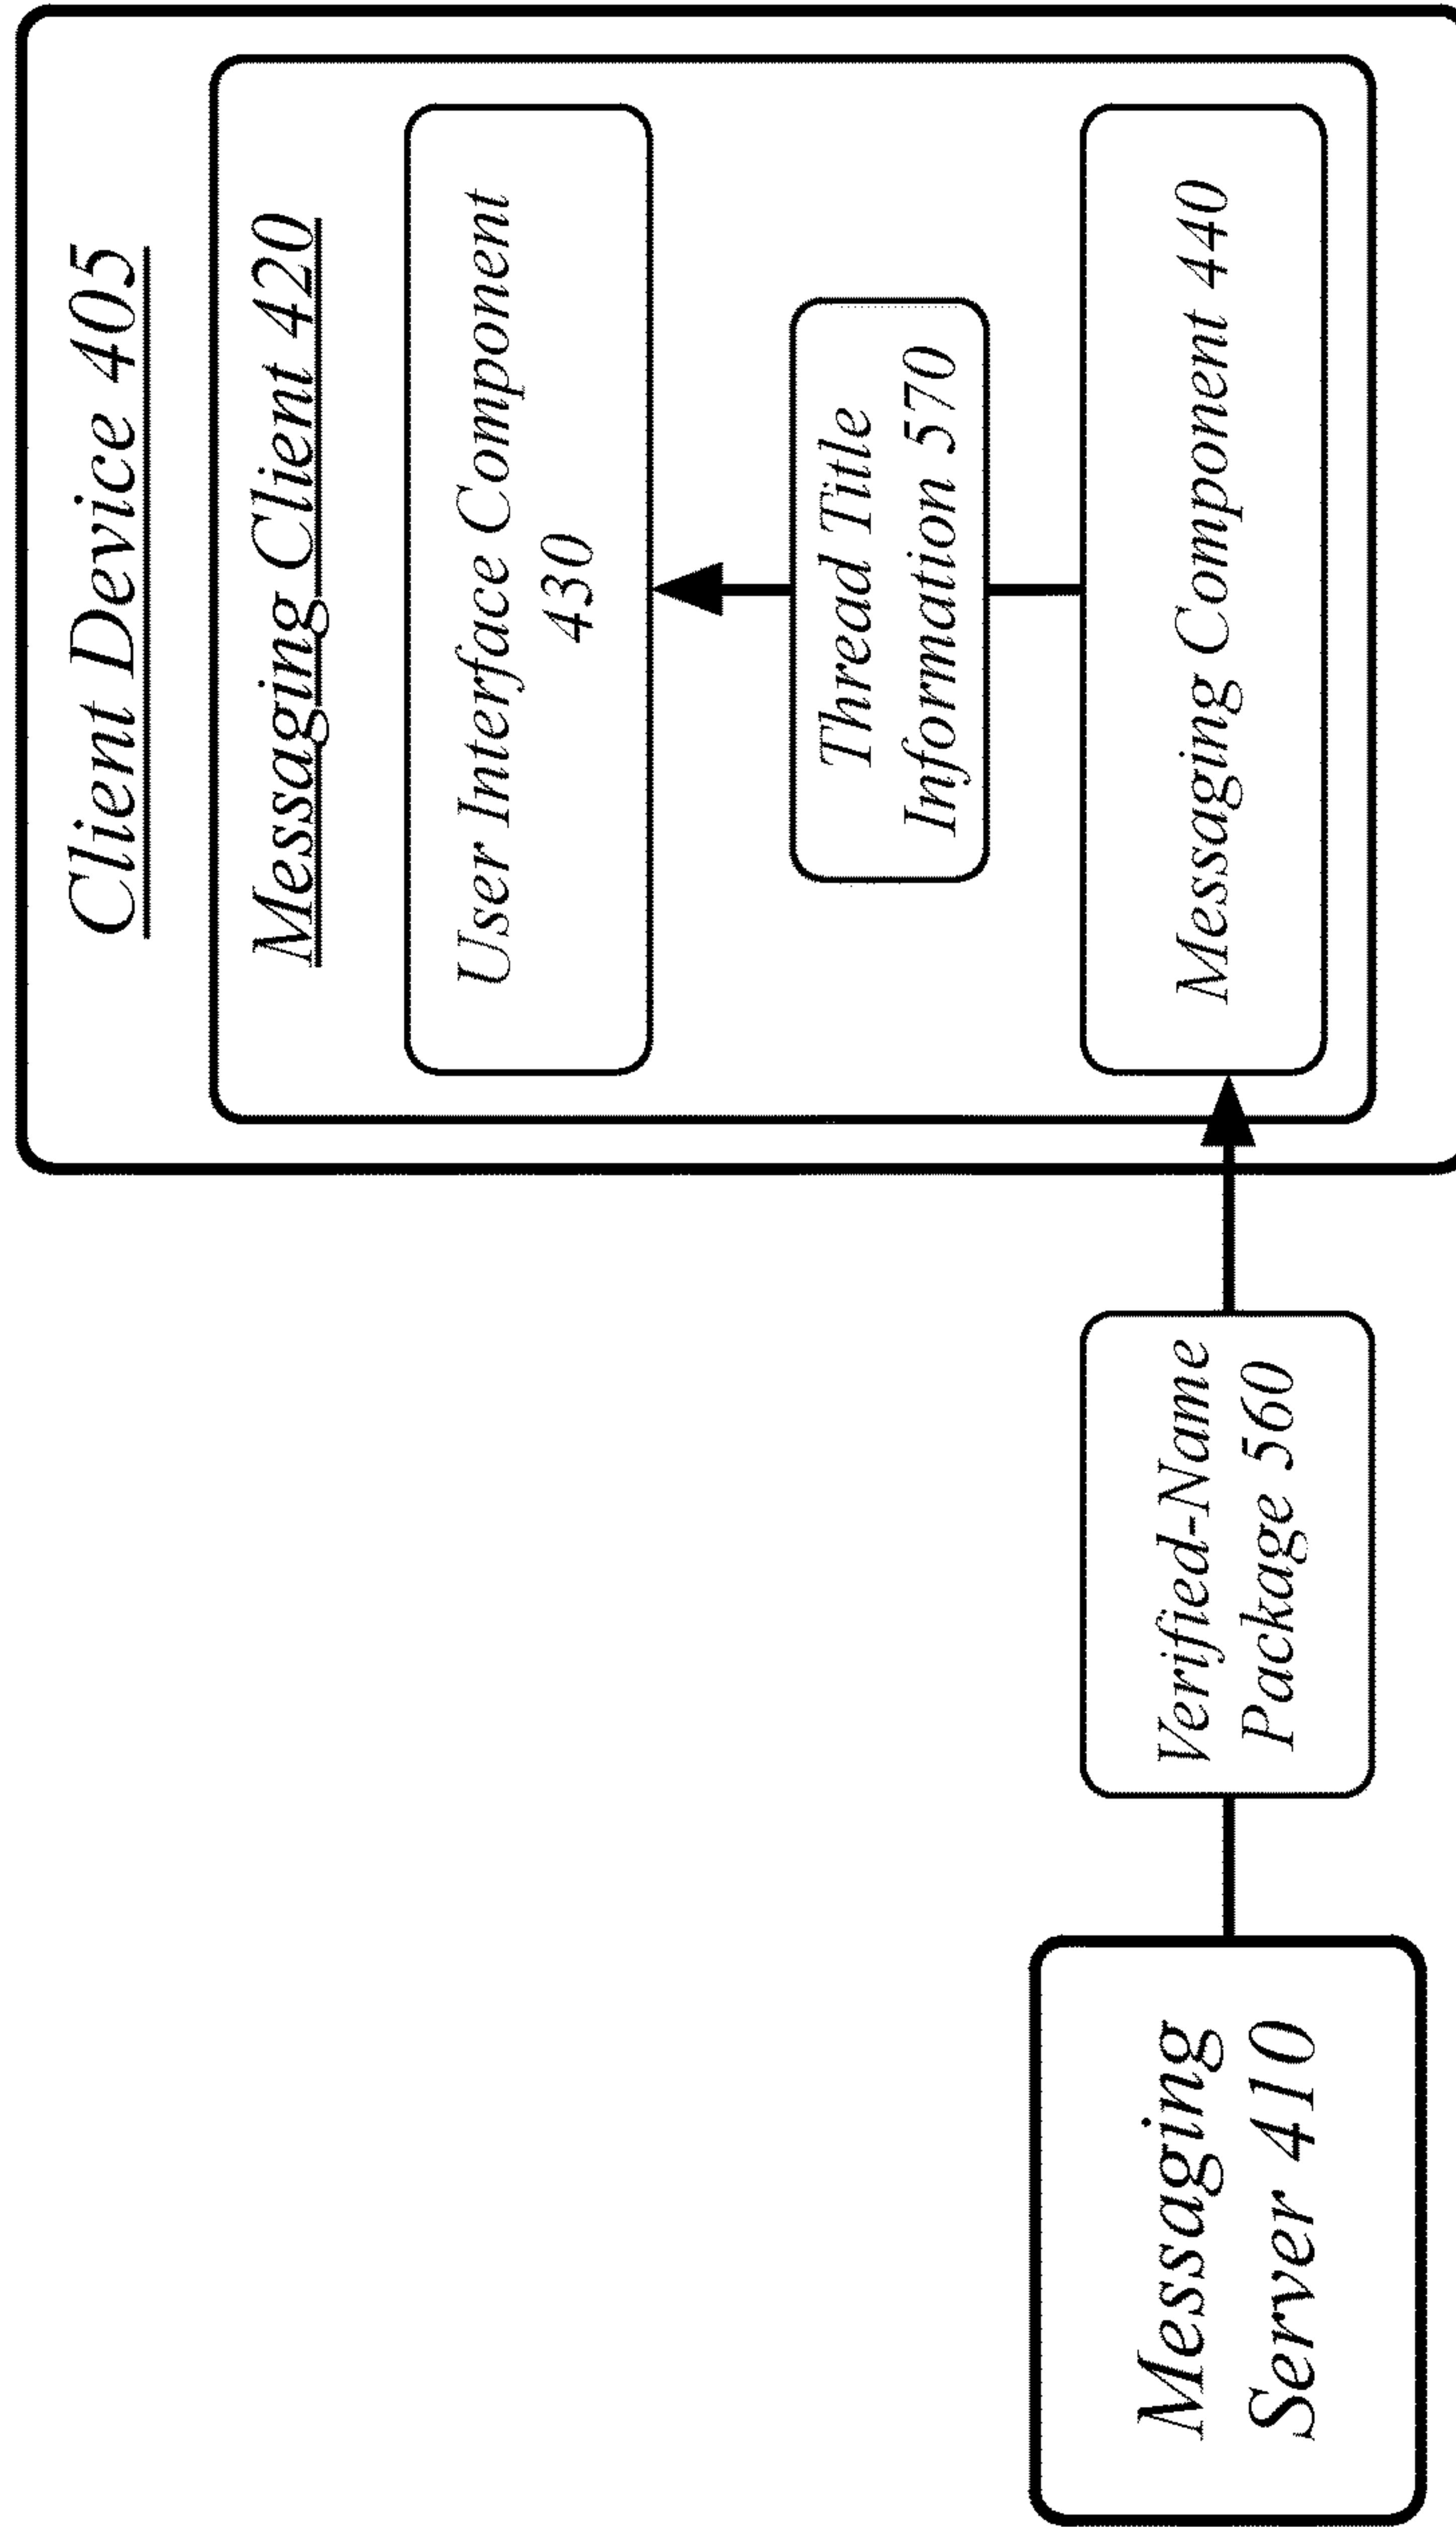 Client Device 405
Messaging Client 420
User Interface Component
430
Thread Title
Information 570
Messaging Component 440
Verified-Name
Package 560
Messaging
Server 410